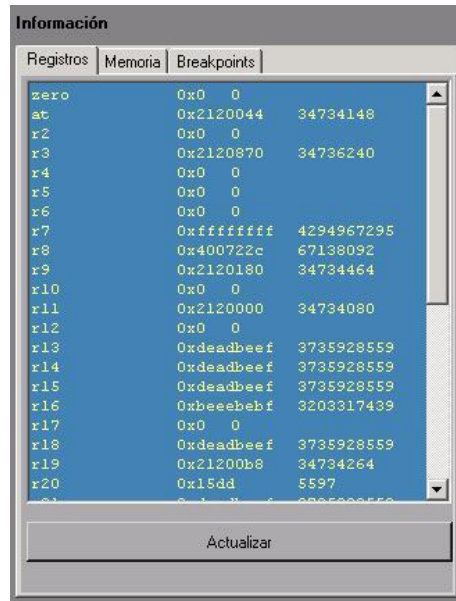 Información
Registros Memoria Breakpoints
zero 0x0 0
at 0x2120044 34734148
r2 0x0 0
r3 0x2120870 34736240
r4 0x0 0
r5 0x0 0
r6 0x0 0
r7 0xffffffff 4294967295
r8 0x400722c 67138092
r9 0x2120180 34734464
r10 0x0 0
r11 0x2120000 34734080
r12 0x0 0
r13 0xdeadbeef 3735928559
r14 0xdeadbeef 3735928559
r15 0xdeadbeef 3735928559
r16 0xbeeebebf 3203317439
r17 0x0 0
r18 0xdeadbeef 3735928559
r19 0x21200b8 34734264
r20 0x15dd 5597
Actualizar